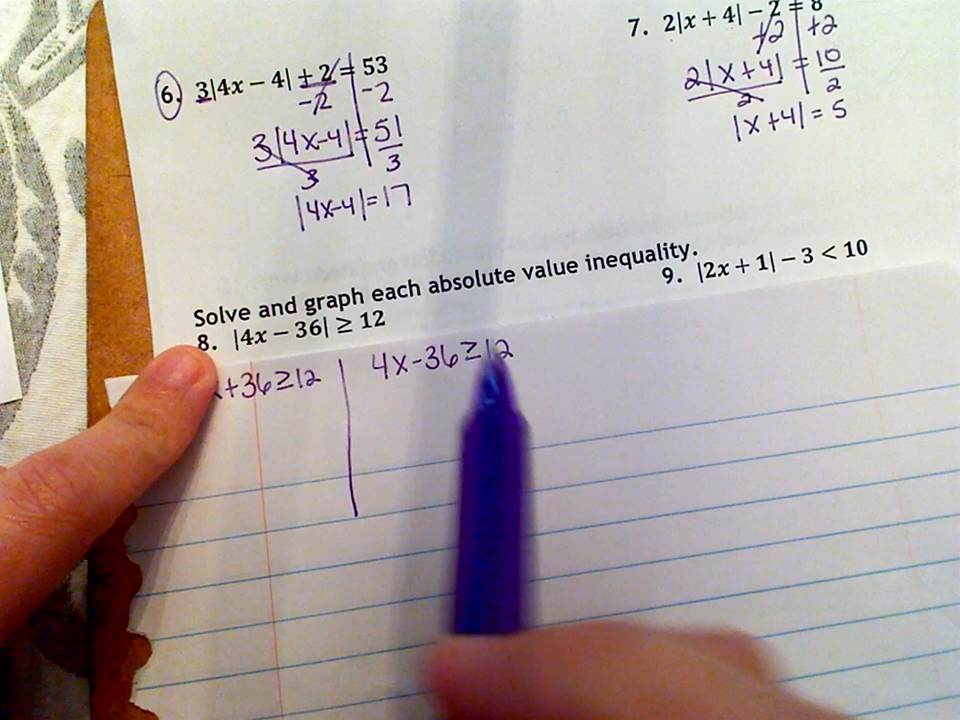 6. 3|4x − 4| + 2 = 53
−2 −2
3|4x−4| = 51
3 3
|4x−4| = 17
7. 2|x + 4| − 2 = 8
+2 +2
2|x+4| = 10
2 2
|x+4| = 5
Solve and graph each absolute value inequality.
8. |4x − 36| ≥ 12
+36≥12
4x−36≥12
9. |2x + 1| − 3 < 10